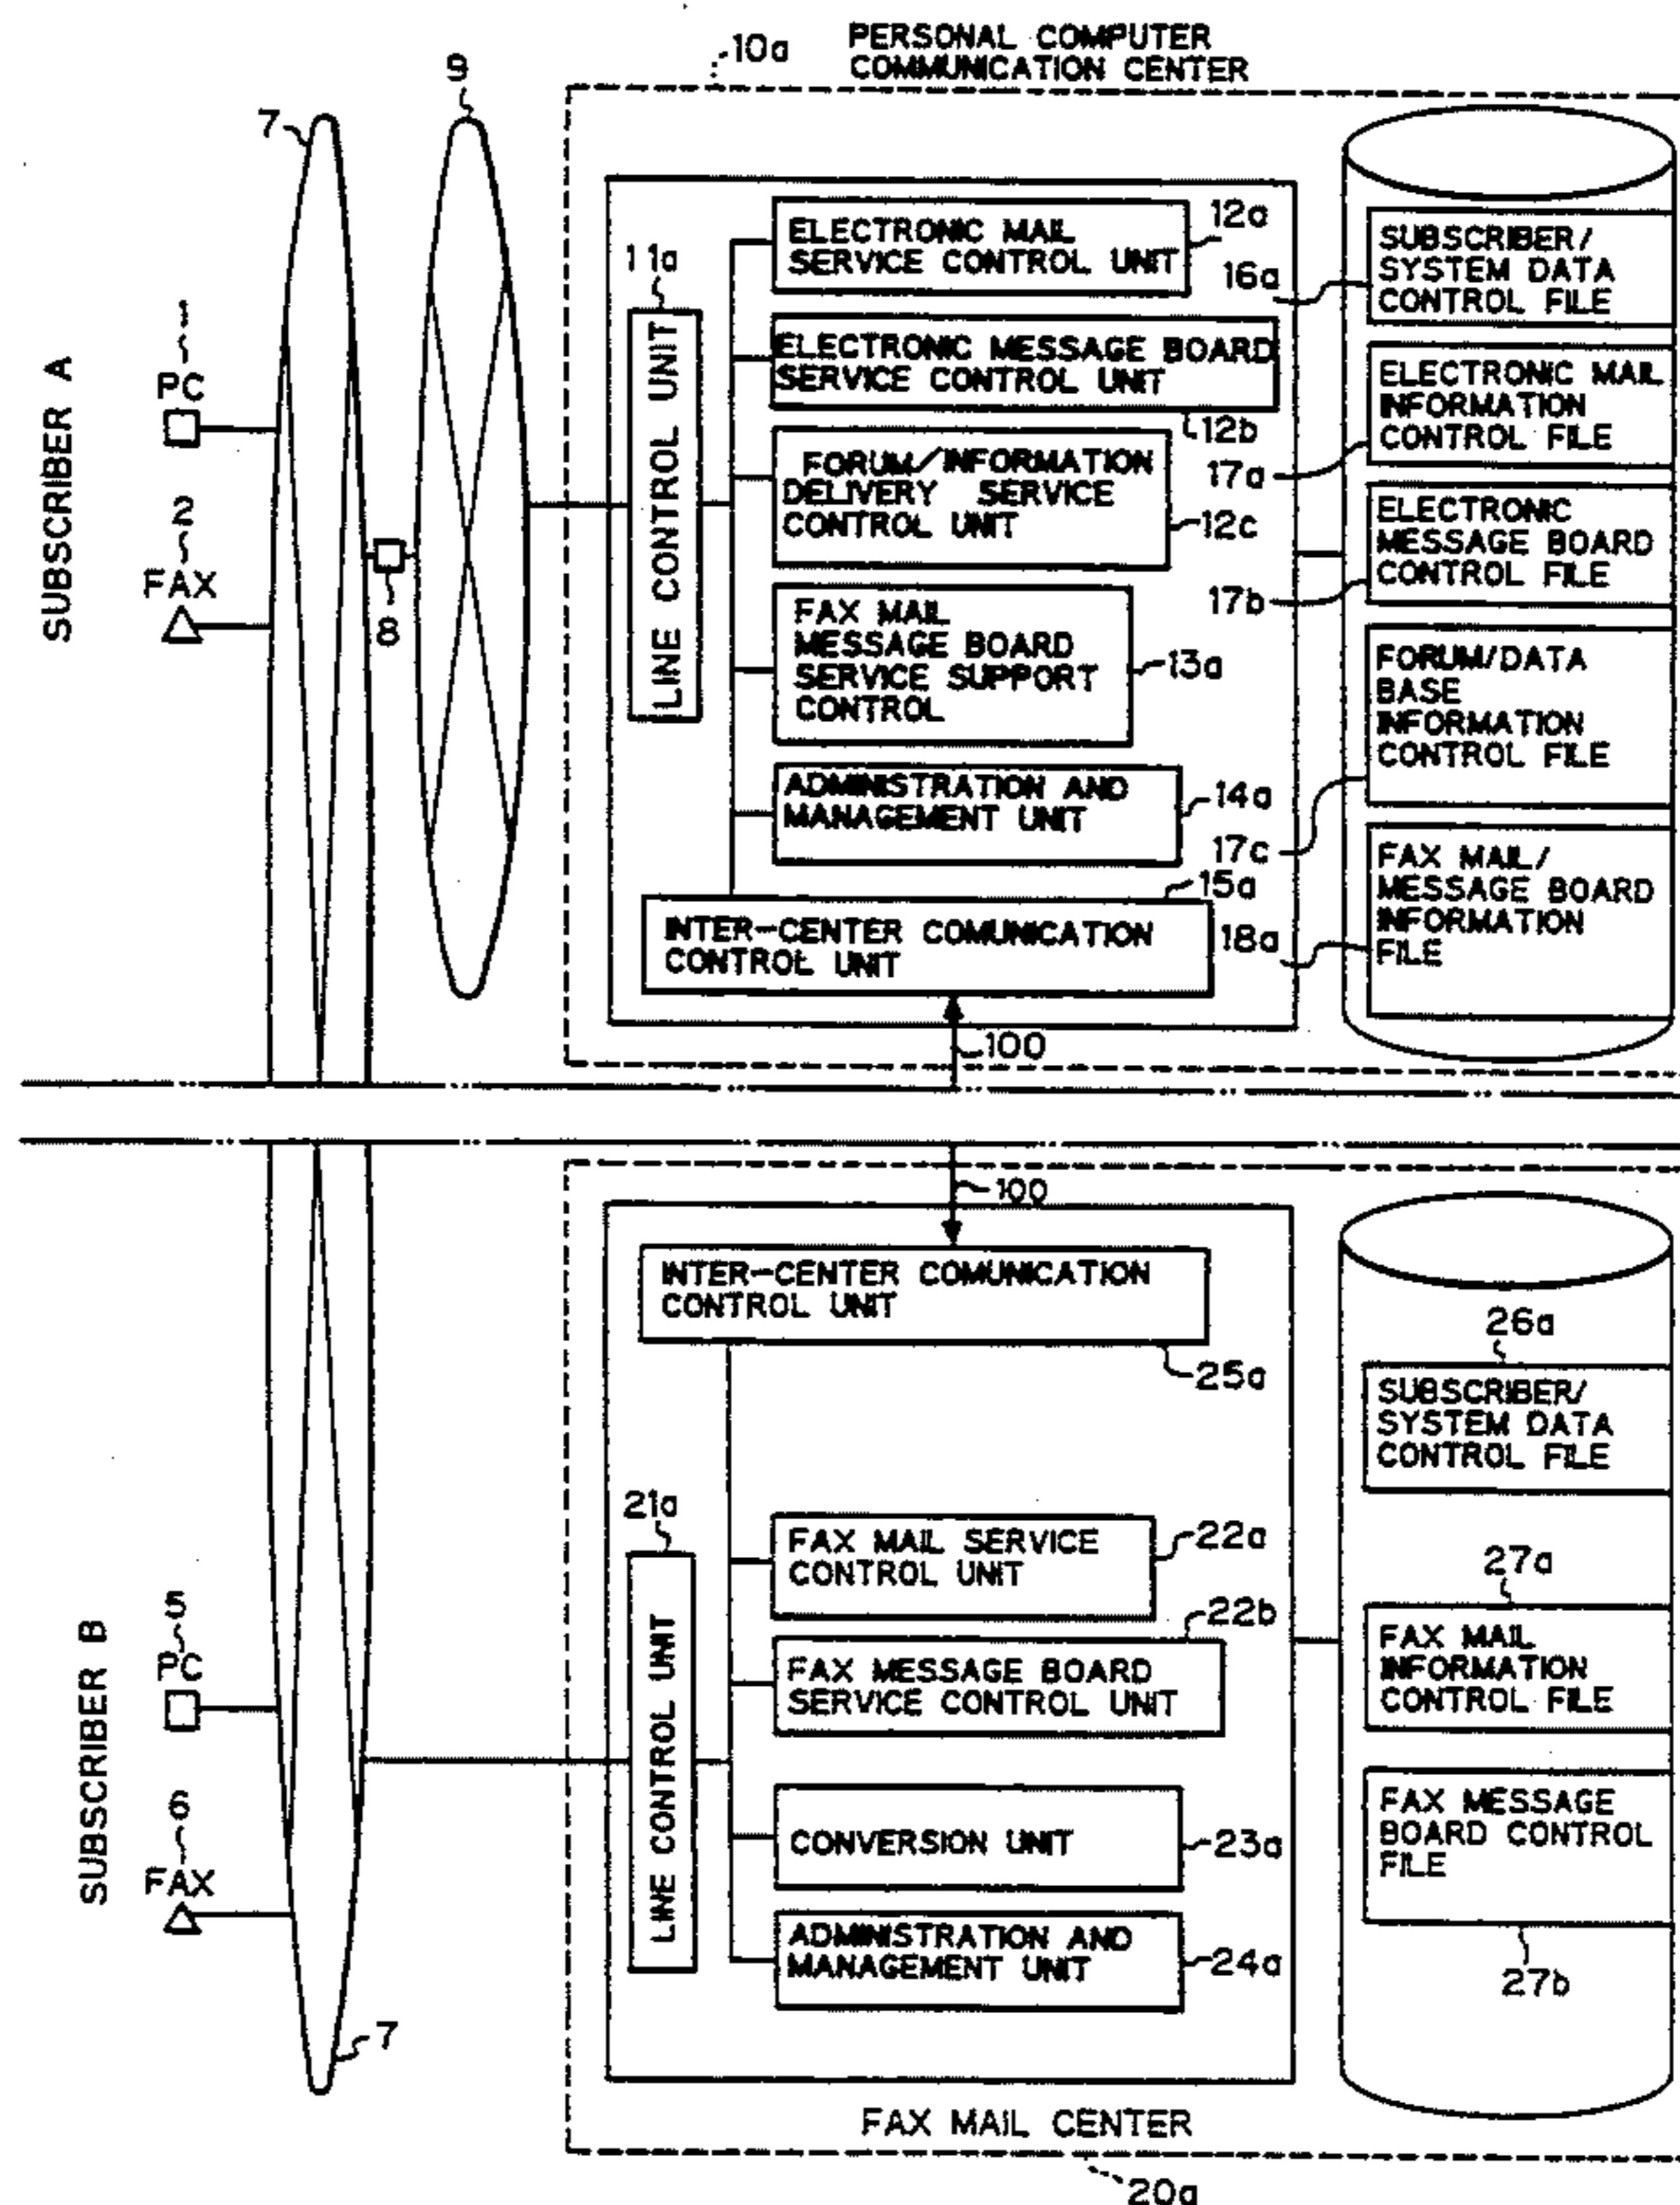 10a
PERSONAL COMPUTER
COMMUNICATION CENTER
7
9
SUBSCRIBER A
1
PC
2
FAX
8
11a
LINE CONTROL UNIT
ELECTRONIC MAIL
SERVICE CONTROL UNIT
12a
ELECTRONIC MESSAGE BOARD
SERVICE CONTROL UNIT
12b
FORUM/INFORMATION
DELIVERY SERVICE
CONTROL UNIT
12c
FAX MAIL
MESSAGE BOARD
SERVICE SUPPORT
CONTROL
13a
ADMINISTRATION AND
MANAGEMENT UNIT
14a
15a
INTER-CENTER COMUNICATION
CONTROL UNIT
100
16a
SUBSCRIBER/
SYSTEM DATA
CONTROL FILE
17a
ELECTRONIC MAIL
INFORMATION
CONTROL FILE
17b
ELECTRONIC
MESSAGE BOARD
CONTROL FILE
17c
FORUM/DATA
BASE
INFORMATION
CONTROL FILE
18a
FAX MAIL/
MESSAGE BOARD
INFORMATION
FILE
100
INTER-CENTER COMUNICATION
CONTROL UNIT
25a
SUBSCRIBER B
5
PC
6
FAX
7
21a
LINE CONTROL UNIT
FAX MAIL SERVICE
CONTROL UNIT
22a
22b
FAX MESSAGE BOARD
SERVICE CONTROL UNIT
CONVERSION UNIT
23a
ADMINISTRATION AND
MANAGEMENT UNIT
24a
26a
SUBSCRIBER/
SYSTEM DATA
CONTROL FILE
27a
FAX MAIL
INFORMATION
CONTROL FILE
FAX MESSAGE
BOARD CONTROL
FILE
27b
FAX MAIL CENTER
20a